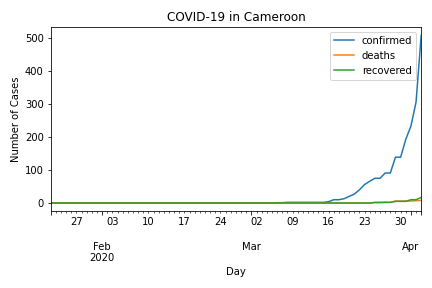 COVID-19 in Cameroon
confirmed
deaths
recovered
Number of Cases
500
400
300
200
100
0
27 03 10 17 24 02 09 16 23 30
Feb Mar Apr
2020
Day